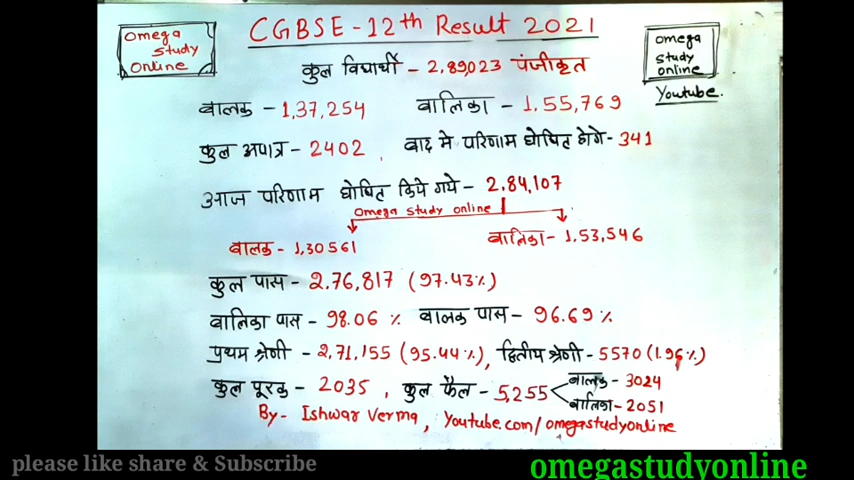 Omega Study Online
CGBSE - 12th Result 2021
omega study online
Youtube.
कुल विद्यार्थी - 2,89,023 पंजीकृत
बालक - 1,37,254 बालिका - 1,55,769
कुल अपात्र - 2402, बाद मे परिणाम घोषित होगे - 341
आज परिणाम घोषित किये गये - 2,84,107
Omega study online
बालक - 1,30561 बालिका - 1,53,546
कुल पास - 2,76,817 (97.43%)
बालिका पास - 98.06 % बालक पास - 96.69 %
प्रथम श्रेणी - 2,71,155 (95.44%), द्वितीय श्रेणी - 5570 (1.96%)
कुल पूरक - 2035, कुल फैल - 5,255 बालक - 3024
बालिका - 2051
By - Ishwar Verma, Youtube.com/omegastudyonline
please like share & Subscribe omegastudyonline